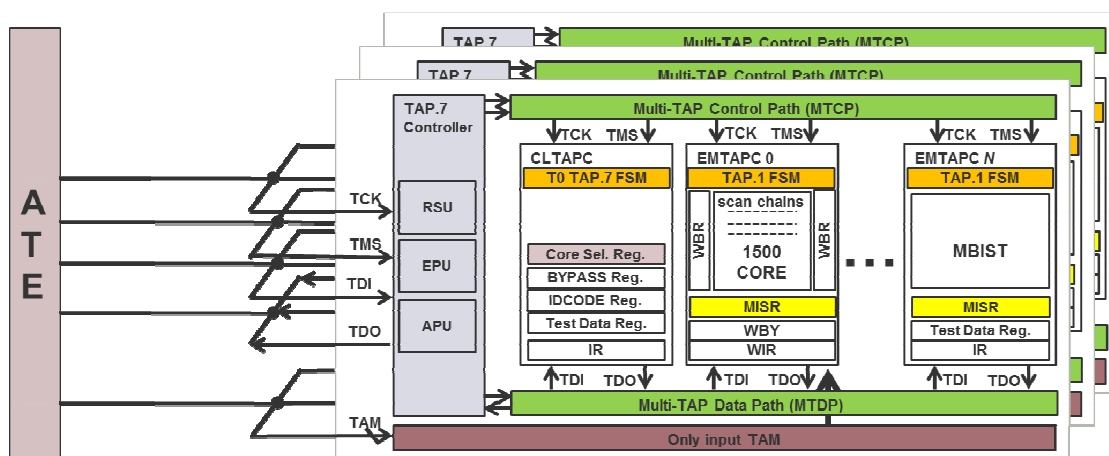 TAP.7
Multi-TAP Control Path (MTCP)
TAP.7
Multi-TAP Control Path (MTCP)
TAP.7
Controller
Multi-TAP Control Path (MTCP)
TCK TMS
TCK TMS
TCK TMS
CLTAPC
EMTAPC 0
EMTAPC N
T0 TAP.7 FSM
TAP.1 FSM
TAP.1 FSM
ATE
TCK
TMS
TDI
TDO
TAM
RSU
EPU
APU
Core Sel. Reg.
BYPASS Reg.
IDCODE Reg.
Test Data Reg.
IR
WBR
scan chains
1500
CORE
WBR
MISR
WBY
WIR
...
MBIST
MISR
Test Data Reg.
IR
TDI TDO
TDI TDO
TDI TDO
Multi-TAP Data Path (MTDP)
Only input TAM